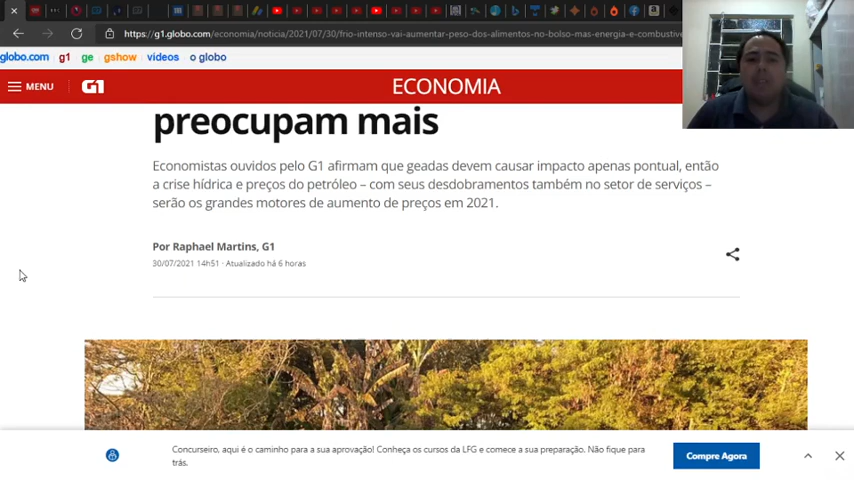 https://g1.globo.com/economia/noticia/2021/07/30/frio-intenso-vai-aumentar-peso-dos-alimentos-no-bolso-mas-energia-e-combustive
globo.com g1 ge gshow vídeos o globo
MENU G1 ECONOMIA
preocupam mais
Economistas ouvidos pelo G1 afirmam que geadas devem causar impacto apenas pontual, então
a crise hídrica e preços do petróleo – com seus desdobramentos também no setor de serviços –
serão os grandes motores de aumento de preços em 2021.
Por Raphael Martins, G1
30/07/2021 14h51 · Atualizado há 6 horas
Concurseiro, aqui é o caminho para a sua aprovação! Conheça os cursos da LFG e comece a sua preparação. Não fique para
trás.
Compre Agora